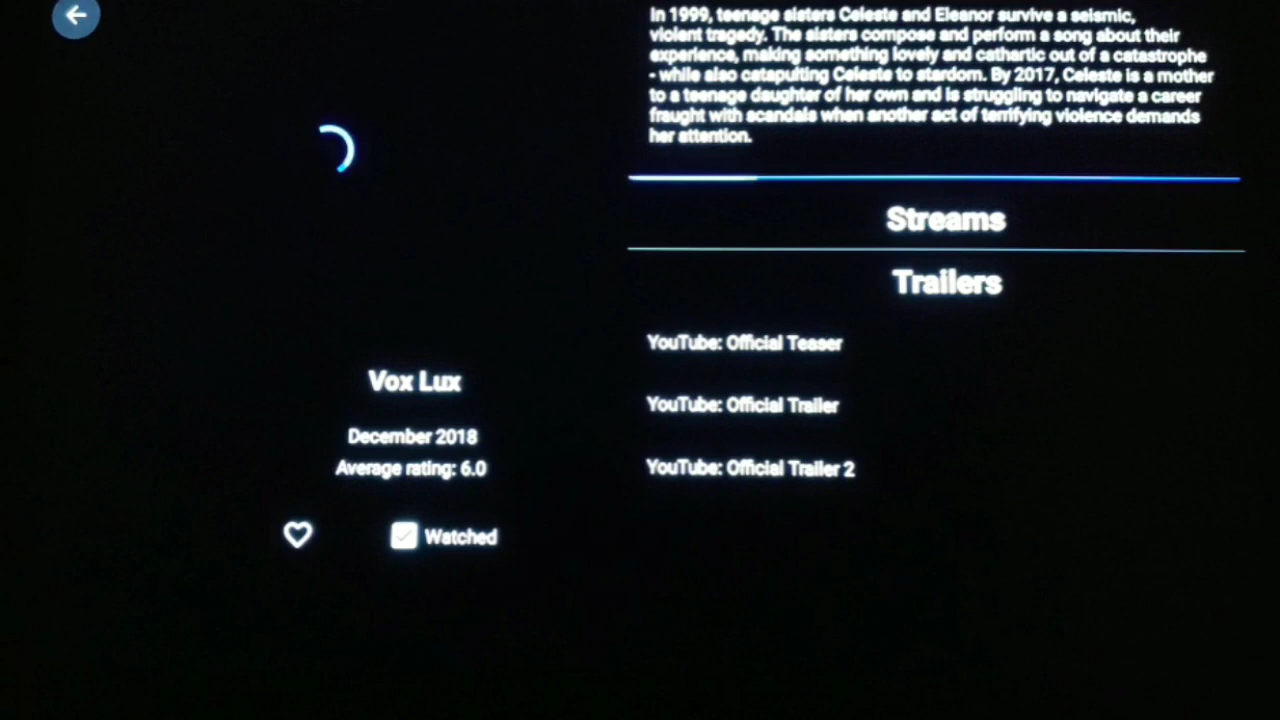 In 1999, teenage sisters Celeste and Eleanor survive a seismic,
violent tragedy. The sisters compose and perform a song about their
experience, making something lovely and cathartic out of a catastrophe
- while also catapulting Celeste to stardom. By 2017, Celeste is a mother
to a teenage daughter of her own and is struggling to navigate a career
fraught with scandals when another act of terrifying violence demands
her attention.
Streams
Trailers
YouTube: Official Teaser
YouTube: Official Trailer
YouTube: Official Trailer 2
Vox Lux
December 2018
Average rating: 6.0
Watched